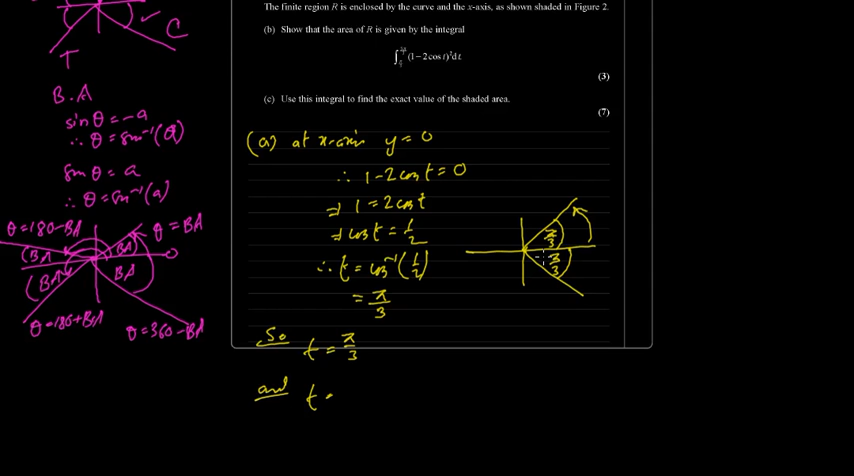 The finite region R is enclosed by the curve and the x-axis, as shown shaded in Figure 2.
(b) Show that the area of R is given by the integral
(1 − 2cos t)² dt
(3)
(c) Use this integral to find the exact value of the shaded area.
(7)
(a) at x-axis y = 0
∴ 1 - 2 cos t = 0
⇒ 1 = 2 cos t
⇒ cos t = 1/2
∴ t = cos⁻¹(1/2)
= π/3
So t = π/3
and t =
π/3
π/3
C
T
B.A
sin θ = -a
∴ θ = sin⁻¹(a)
sin θ = a
∴ θ = sin⁻¹(a)
θ = 180 - BA
θ = BA
(BA
BA)
(BA
BA
θ = 180 + BA
θ = 360 - BA